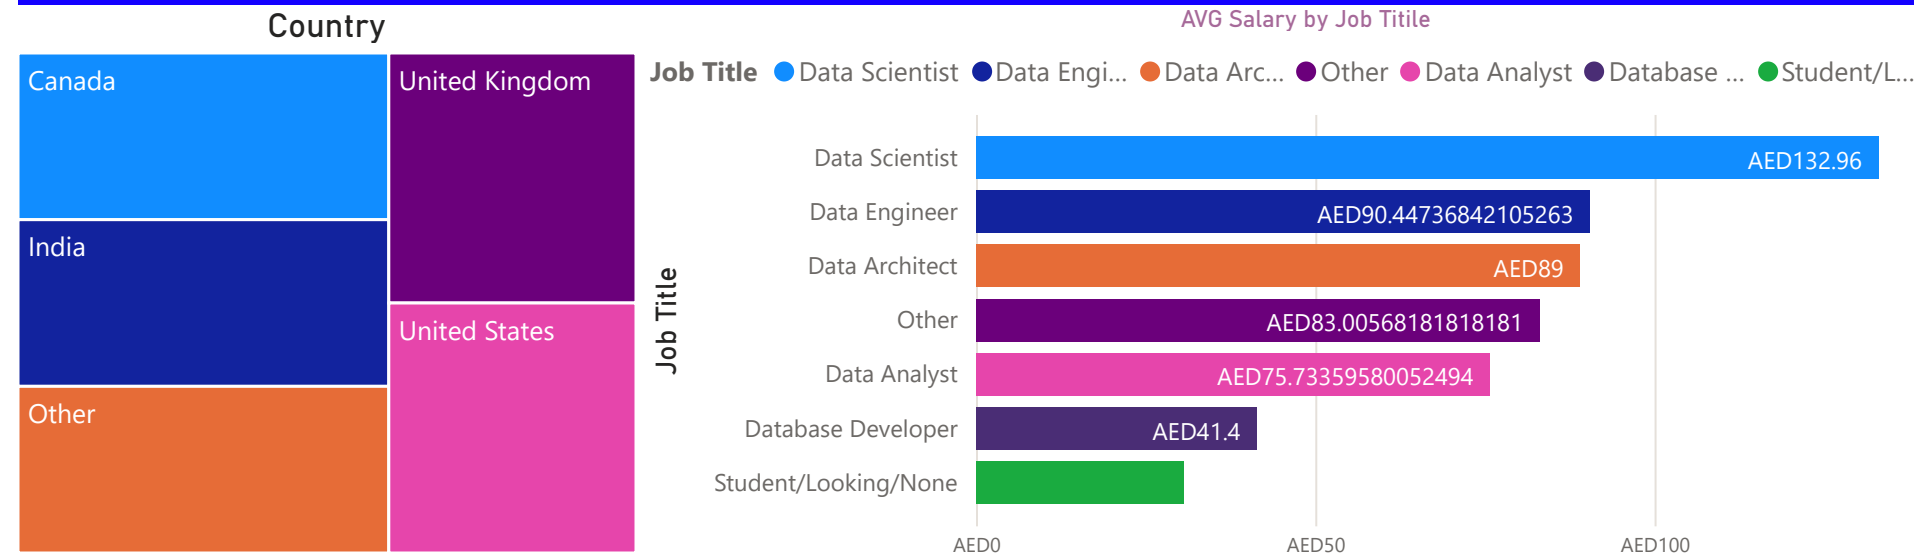 Country
Canada
United Kingdom
India
United States
Other
AVG Salary by Job Titile
Job Title Data Scientist Data Engi... Data Arc... Other Data Analyst Database ... Student/L...
Job Title
Data Scientist AED132.96
Data Engineer AED90.44736842105263
Data Architect AED89
Other AED83.00568181818181
Data Analyst AED75.73359580052494
Database Developer AED41.4
Student/Looking/None
AED0 AED50 AED100